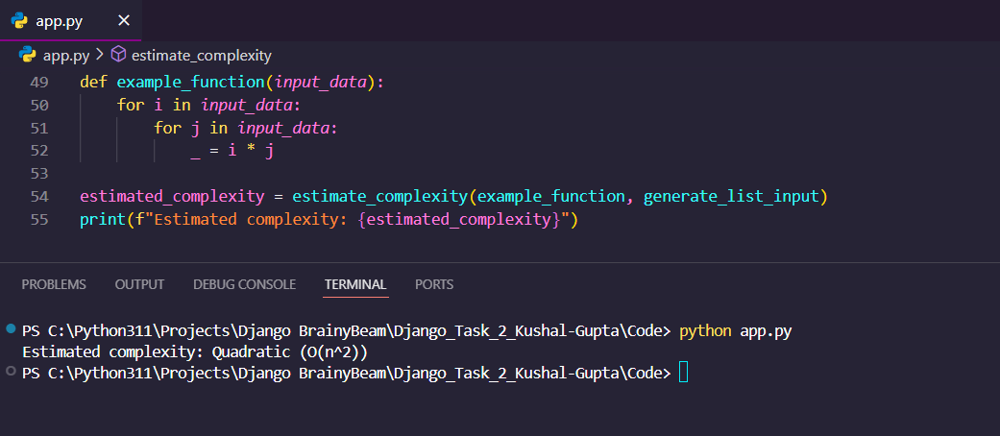 app.py ×
app.py > estimate_complexity
49 def example_function(input_data):
50     for i in input_data:
51         for j in input_data:
52             _ = i * j
53
54 estimated_complexity = estimate_complexity(example_function, generate_list_input)
55 print(f"Estimated complexity: {estimated_complexity}")
PROBLEMS OUTPUT DEBUG CONSOLE TERMINAL PORTS
PS C:\Python311\Projects\Django BrainyBeam\Django_Task_2_Kushal-Gupta\Code> python app.py
Estimated complexity: Quadratic (O(n^2))
PS C:\Python311\Projects\Django BrainyBeam\Django_Task_2_Kushal-Gupta\Code>